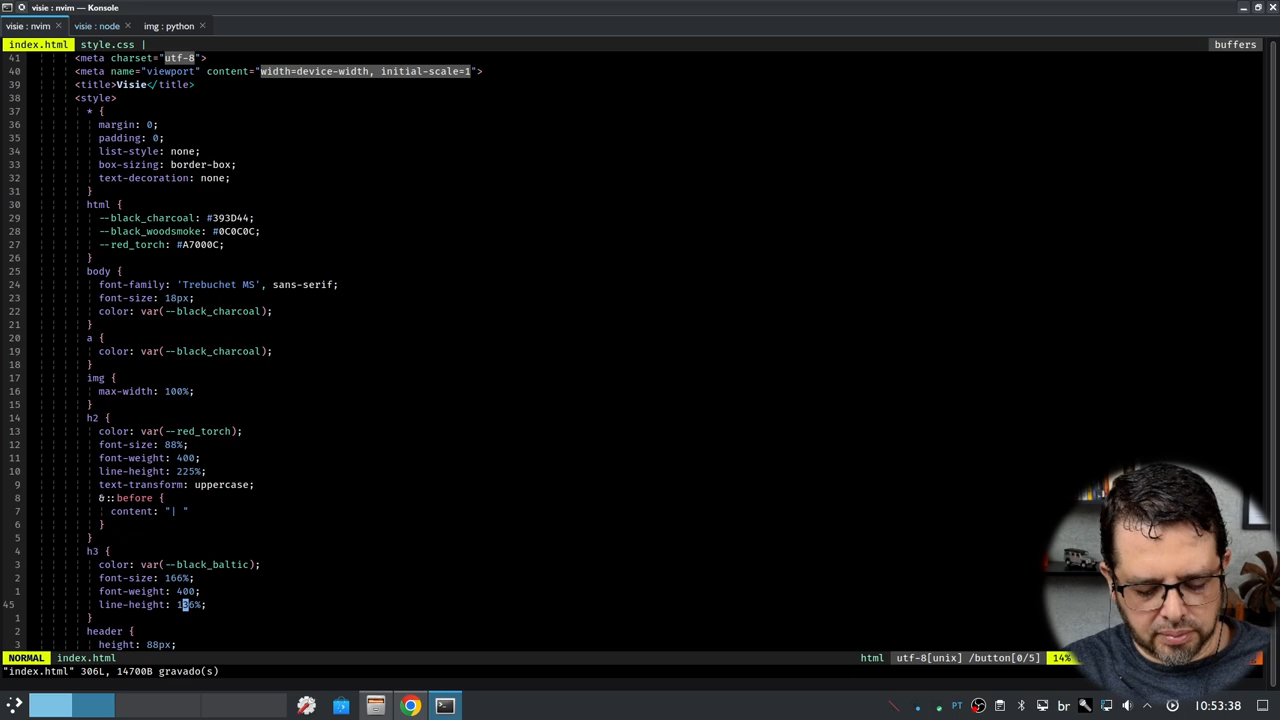 visie : nvim — Konsole
visie : nvim visie : node img : python
index.html style.css | buffers
41 <meta charset="utf-8">
40 <meta name="viewport" content="width=device-width, initial-scale=1">
39 <title>Visie</title>
38 <style>
37 * {
36 margin: 0;
35 padding: 0;
34 list-style: none;
33 box-sizing: border-box;
32 text-decoration: none;
31 }
30 html {
29 --black_charcoal: #393D44;
28 --black_woodsmoke: #0C0C0C;
27 --red_torch: #A7000C;
26 }
25 body {
24 font-family: 'Trebuchet MS', sans-serif;
23 font-size: 18px;
22 color: var(--black_charcoal);
21 }
20 a {
19 color: var(--black_charcoal);
18 }
17 img {
16 max-width: 100%;
15 }
14 h2 {
13 color: var(--red_torch);
12 font-size: 88%;
11 font-weight: 400;
10 line-height: 225%;
9 text-transform: uppercase;
8 &::before {
7 content: "| "
6 }
5 }
4 h3 {
3 color: var(--black_baltic);
2 font-size: 166%;
1 font-weight: 400;
45 line-height: 136%;
1 }
2 header {
3 height: 88px;
NORMAL index.html html utf-8[unix] /button[0/5] 14%
"index.html" 306L, 14700B gravado(s)
PT br 10:53:38